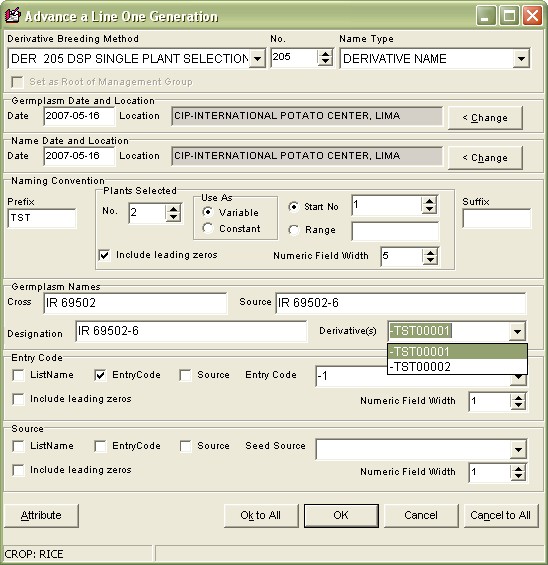 Advance a Line One Generation
Derivative Breeding Method No. Name Type
DER 205 DSP SINGLE PLANT SELECTION 205 DERIVATIVE NAME
Set as Root of Management Group
Germplasm Date and Location
Date 2007-05-16 Location CIP-INTERNATIONAL POTATO CENTER, LIMA < Change
Name Date and Location
Date 2007-05-16 Location CIP-INTERNATIONAL POTATO CENTER, LIMA < Change
Naming Convention
Plants Selected
Prefix Use As Suffix
TST No. 2 Variable Start No 1
Constant Range
Include leading zeros Numeric Field Width 5
Germplasm Names
Cross IR 69502 Source IR 69502-6
Designation IR 69502-6 Derivative(s) -TST00001
-TST00001
-TST00002
Entry Code
ListName EntryCode Source Entry Code -1
Include leading zeros Numeric Field Width 1
Source
ListName EntryCode Source Seed Source
Include leading zeros Numeric Field Width 1
Attribute Ok to All OK Cancel Cancel to All
CROP: RICE